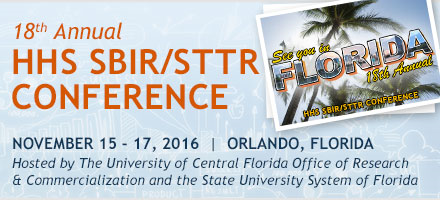 18th Annual
HHS SBIR/STTR
CONFERENCE
See you in
FLORIDA
18th Annual
HHS SBIR/STTR CONFERENCE
NOVEMBER 15 - 17, 2016 | ORLANDO, FLORIDA
Hosted by The University of Central Florida Office of Research
& Commercialization and the State University System of Florida
PRODUCT
RESULT